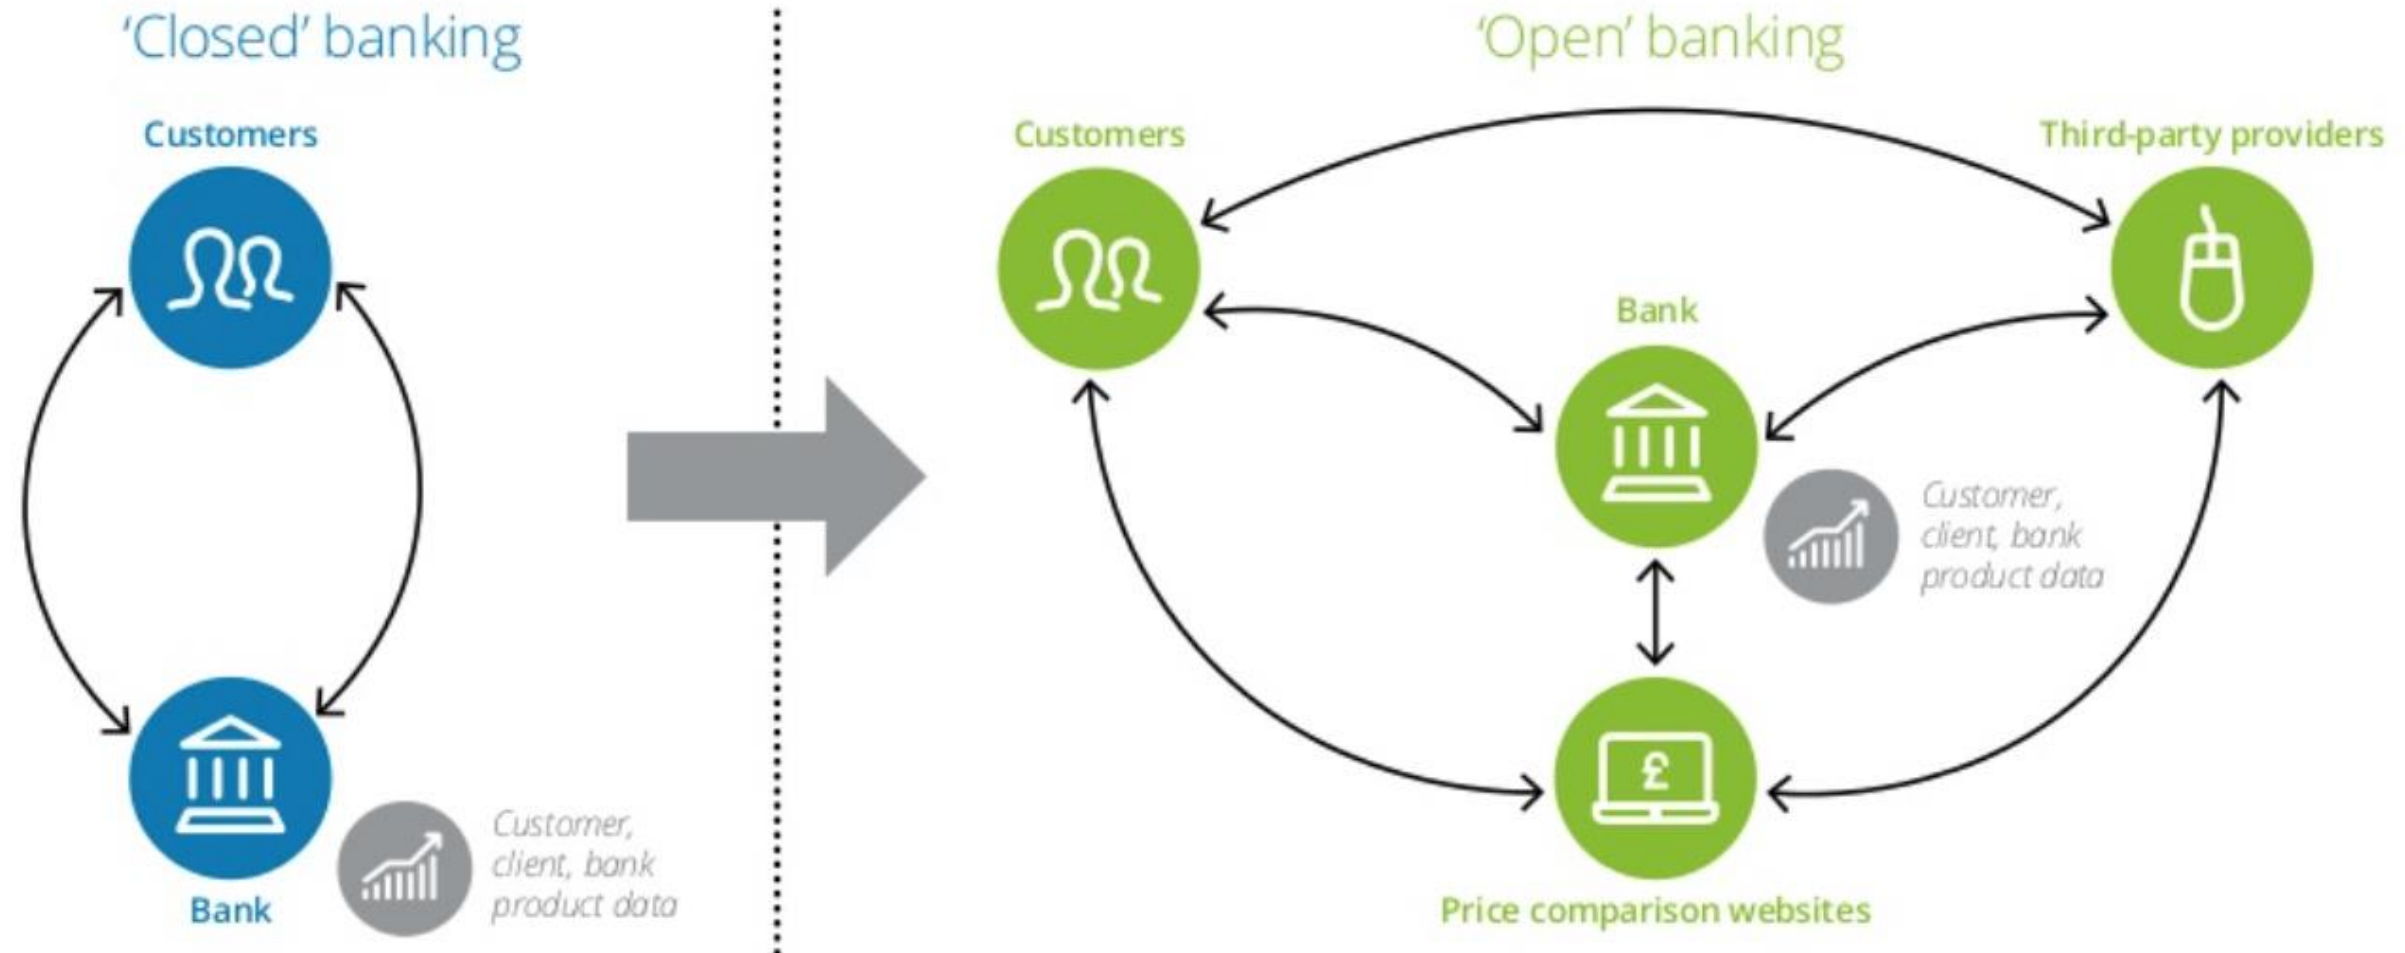 ‘Closed’ banking
Customers
Bank
Customer,
client, bank
product data
‘Open’ banking
Customers
Third-party providers
Bank
Customer,
client, bank
product data
£
Price comparison websites